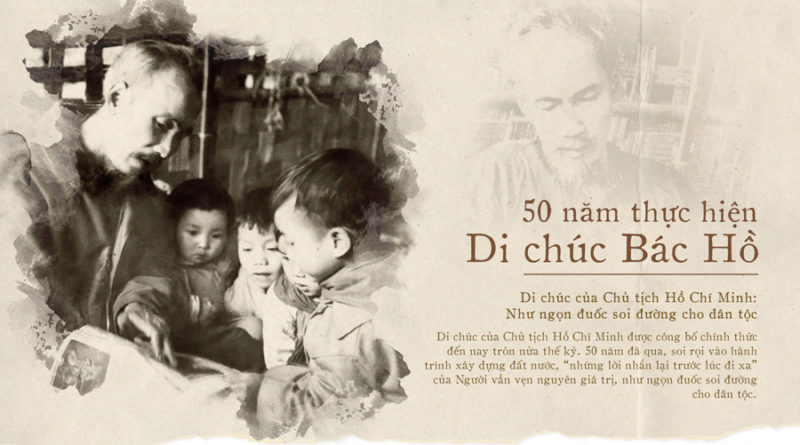 50 năm thực hiện
Di chúc Bác Hồ
Di chúc của Chủ tịch Hồ Chí Minh:
Như ngọn đuốc soi đường cho dân tộc
Di chúc của Chủ tịch Hồ Chí Minh được công bố chính thức
đến nay tròn nửa thế kỷ. 50 năm đã qua, soi rọi vào hành
trình xây dựng đất nước, “những lời nhắn lại trước lúc đi xa”
của Người vẫn vẹn nguyên giá trị, như ngọn đuốc soi đường
cho dân tộc.